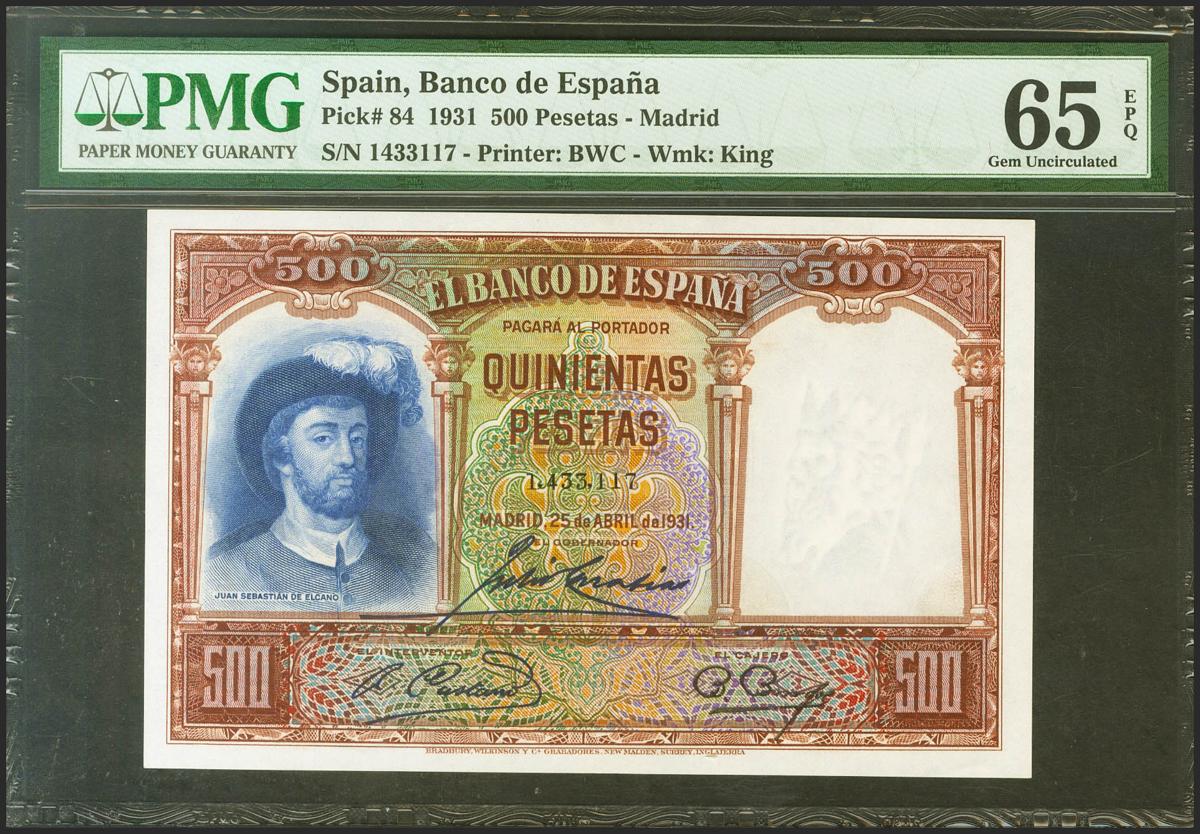 PMG
PAPER MONEY GUARANTY
Spain, Banco de España
Pick# 84 1931 500 Pesetas - Madrid
S/N 1433117 - Printer: BWC - Wmk: King
65
EPQ
Gem Uncirculated
500
500
EL BANCO DE ESPAÑA
PAGARÁ AL PORTADOR
QUINIENTAS
PESETAS
1,433,117
MADRID, 25 de ABRIL de 1931.
EL GOBERNADOR
JUAN SEBASTIÁN DE ELCANO
EL INTERVENTOR
EL CAJERO
500
500
BRADBURY, WILKINSON Y Cª GRABADORES, NEW MALDEN, SURREY, INGLATERRA